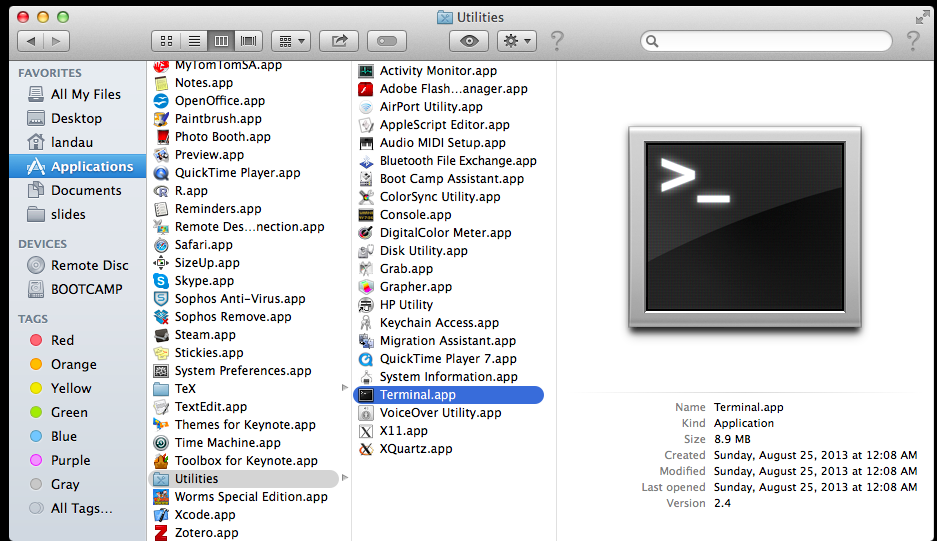 Utilities
FAVORITES
All My Files
Desktop
landau
Applications
Documents
slides
DEVICES
Remote Disc
BOOTCAMP
TAGS
Red
Orange
Yellow
Green
Blue
Purple
Gray
All Tags...
MyTomTomSA.app
Notes.app
OpenOffice.app
Paintbrush.app
Photo Booth.app
Preview.app
QuickTime Player.app
R.app
Reminders.app
Remote Des...nection.app
Safari.app
SizeUp.app
Skype.app
Sophos Anti-Virus.app
Sophos Remove.app
Steam.app
Stickies.app
System Preferences.app
TeX
TextEdit.app
Themes for Keynote.app
Time Machine.app
Toolbox for Keynote.app
Utilities
Worms Special Edition.app
Xcode.app
Zotero.app
Activity Monitor.app
Adobe Flash...anager.app
AirPort Utility.app
AppleScript Editor.app
Audio MIDI Setup.app
Bluetooth File Exchange.app
Boot Camp Assistant.app
ColorSync Utility.app
Console.app
DigitalColor Meter.app
Disk Utility.app
Grab.app
Grapher.app
HP Utility
Keychain Access.app
Migration Assistant.app
QuickTime Player 7.app
System Information.app
Terminal.app
VoiceOver Utility.app
X11.app
XQuartz.app
>_
Name Terminal.app
Kind Application
Size 8.9 MB
Created Sunday, August 25, 2013 at 12:08 AM
Modified Sunday, August 25, 2013 at 12:08 AM
Last opened Sunday, August 25, 2013 at 12:08 AM
Version 2.4